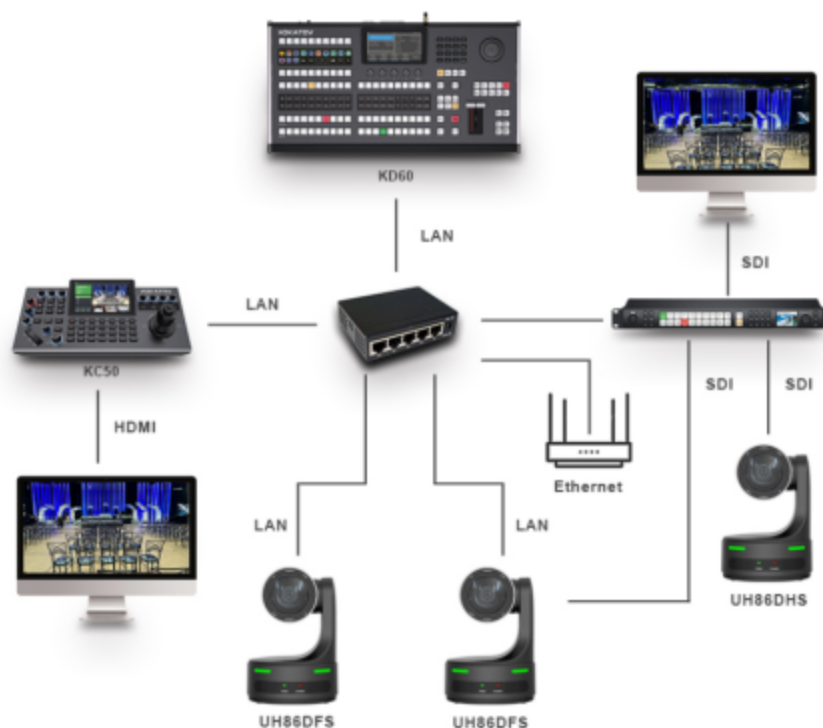 KD60
LAN
SDI
LAN
KC50
SDI
SDI
HDMI
Ethernet
LAN
LAN
UH86DHS
UH86DFS
UH86DFS